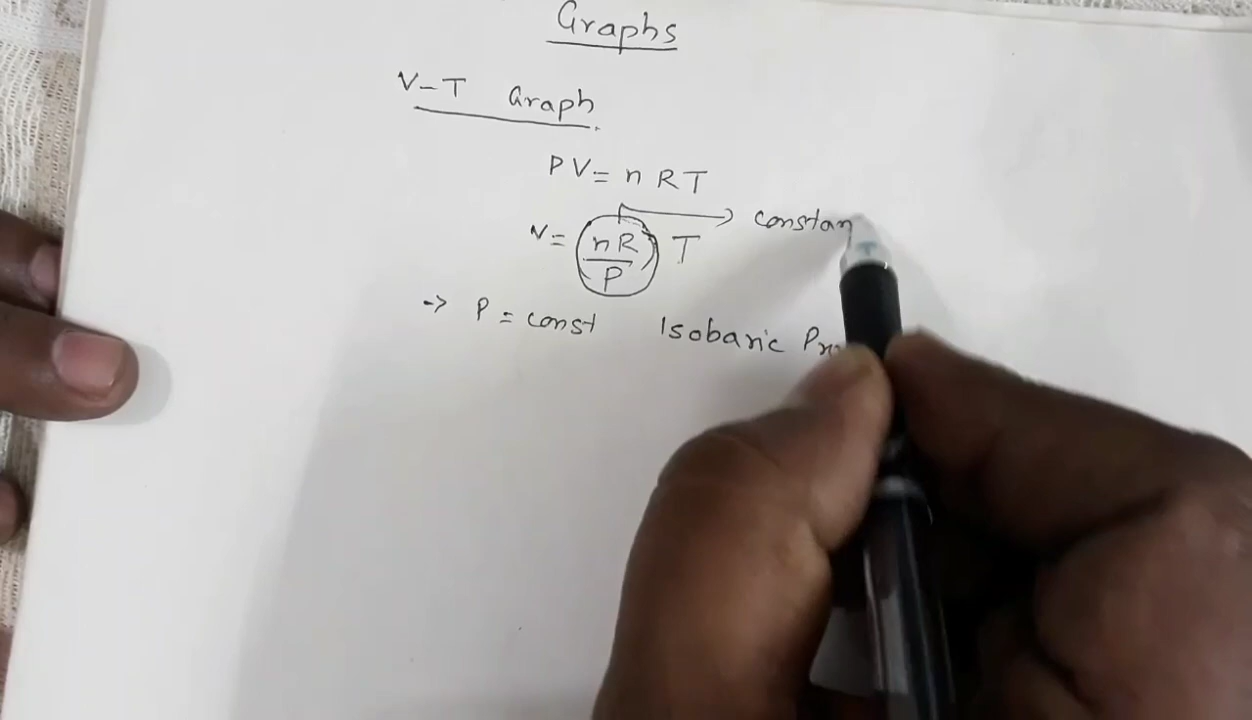 Graphs
V-T Graph
PV = nRT
V = (nR/P) T → constan
→ P = const Isobaric